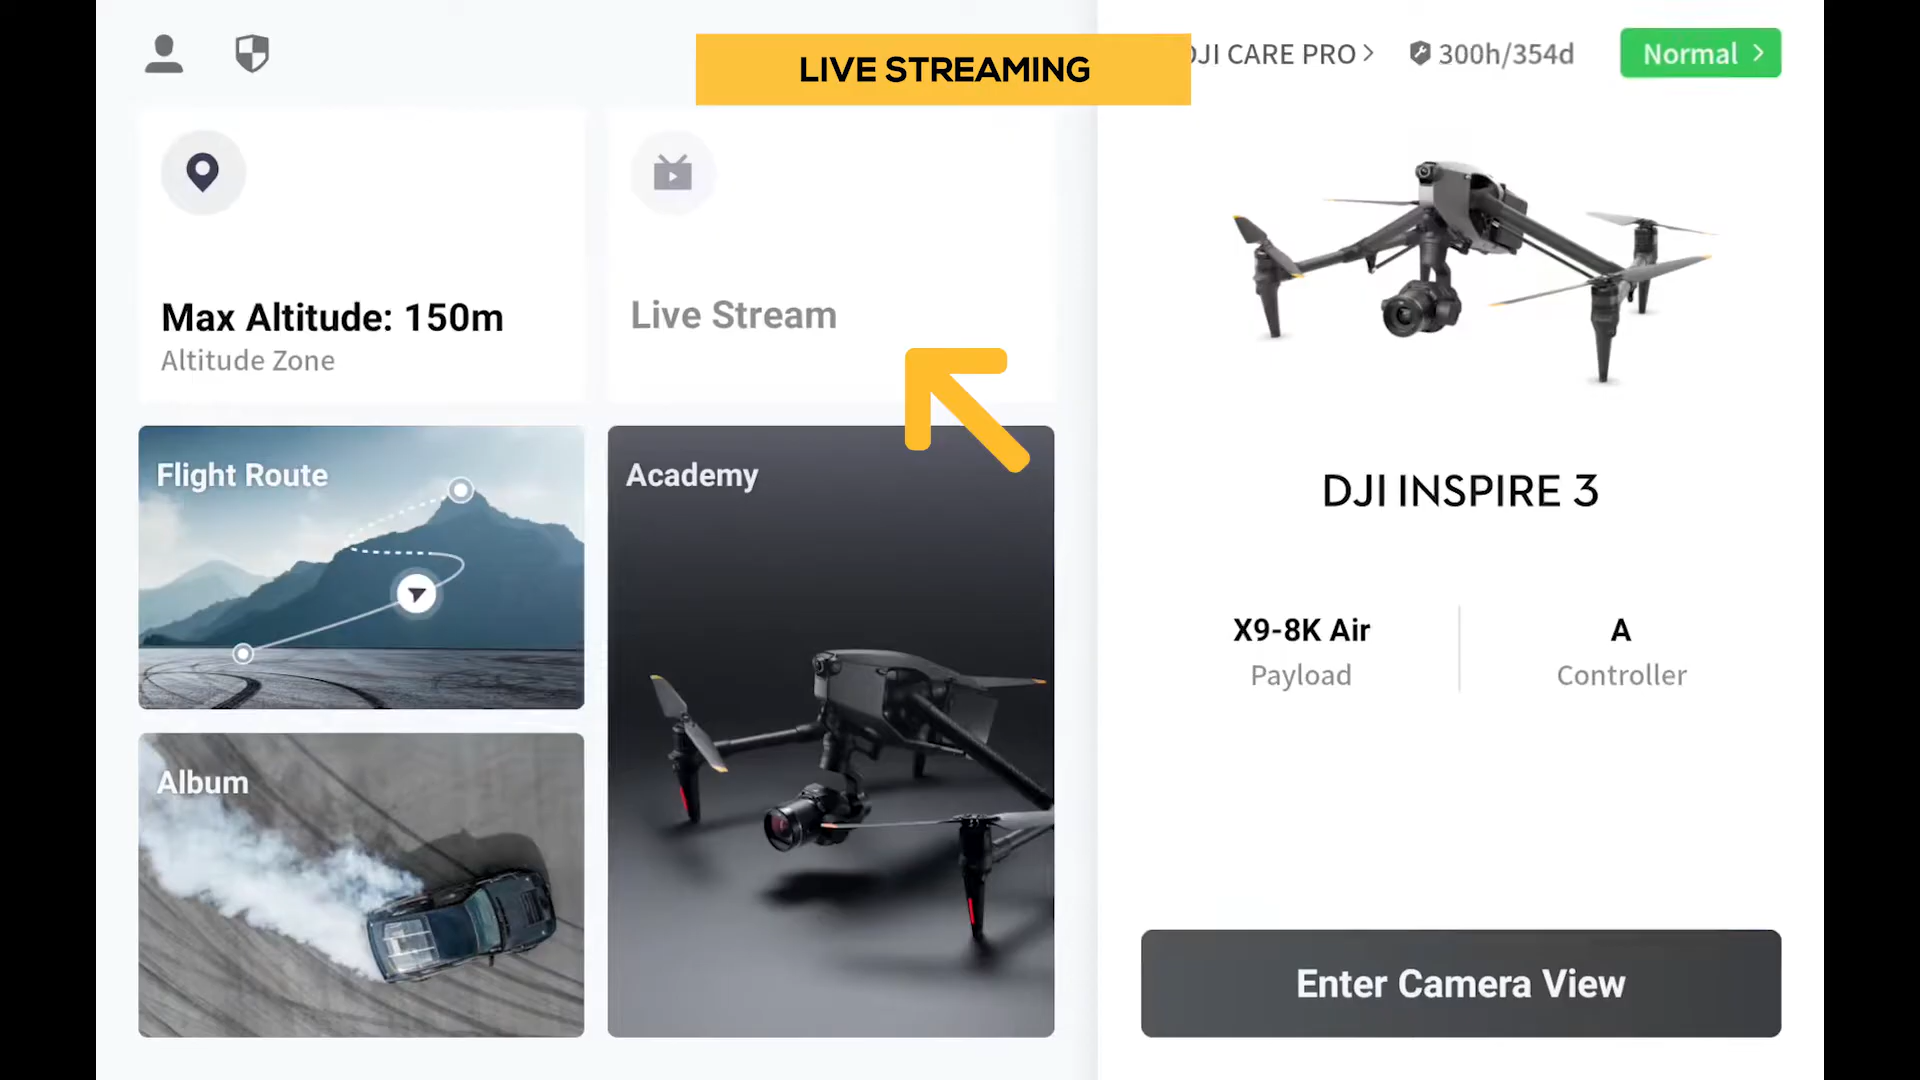 LIVE STREAMING
JI CARE PRO
300h/354d
Normal
Max Altitude: 150m
Altitude Zone
Live Stream
Flight Route
Academy
Album
DJI INSPIRE 3
X9-8K Air
Payload
A
Controller
Enter Camera View